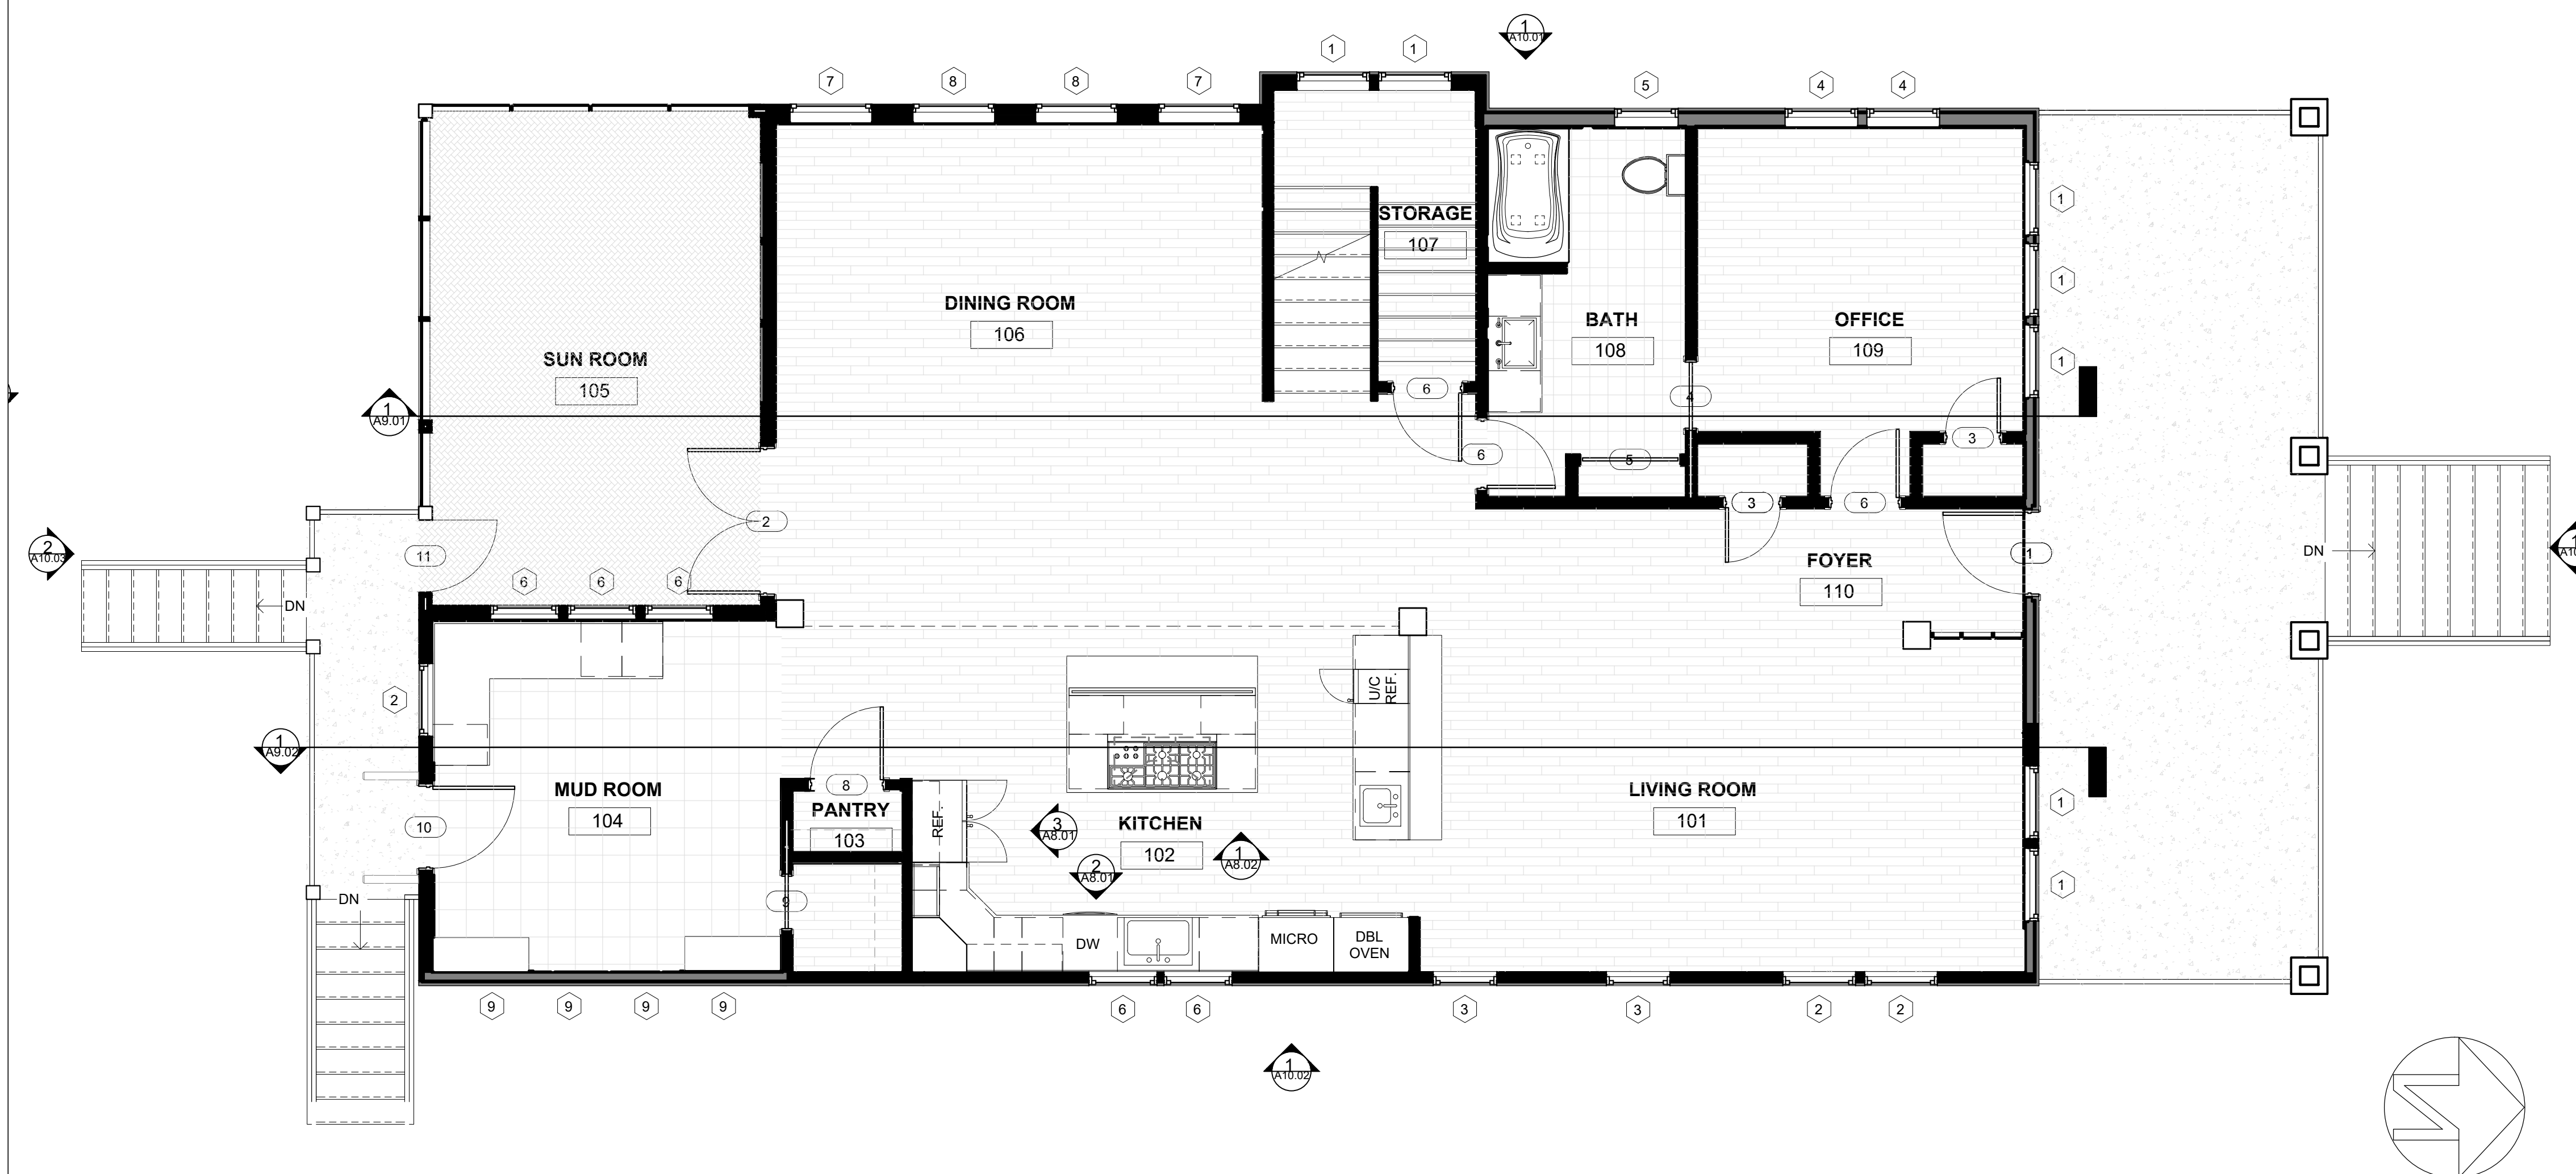 1
A10.01
1
1
7
8
8
7
5
4
4
1
1
1
STORAGE
107
DINING ROOM
106
BATH
108
OFFICE
109
SUN ROOM
105
1
A9.01
6
4
3
6
5
3
6
2
11
1
2
A10.03
DN
6
6
6
FOYER
110
DN
1
2
U/C
REF.
1
A9.02
MUD ROOM
104
10
8
PANTRY
103
REF.
3
A8.01
KITCHEN
102
1
A8.02
2
A8.01
LIVING ROOM
101
1
1
9
DN
DW
MICRO
DBL
OVEN
9
9
9
9
6
6
3
3
2
2
1
A10.02
N